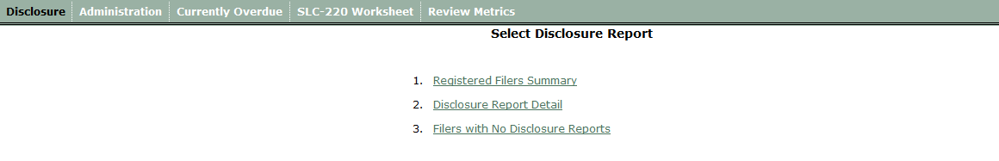 Disclosure Administration Currently Overdue SLC-220 Worksheet Review Metrics
Select Disclosure Report
1. Registered Filers Summary
2. Disclosure Report Detail
3. Filers with No Disclosure Reports